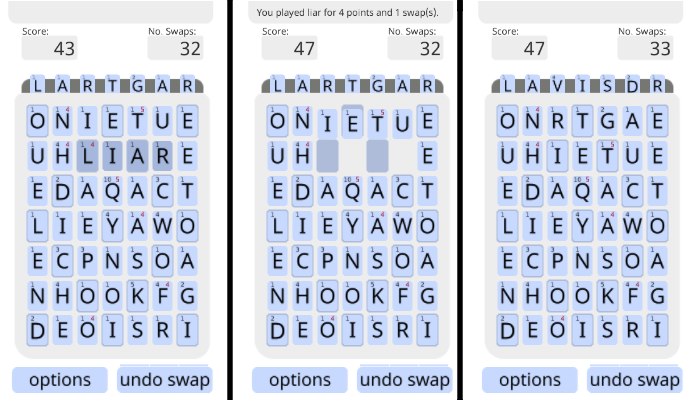 Score:
No. Swaps:
43
32
L A R T G A R
O N I E T U E
U H L I A R E
E D A Q A C T
L I E Y A W O
E C P N S O A
N H O O K F G
D E O I S R I
options
undo swap
You played liar for 4 points and 1 swap(s).
Score:
No. Swaps:
47
32
L A R T G A R
O N I E T U E
U H E
E D A Q A C T
L I E Y A W O
E C P N S O A
N H O O K F G
D E O I S R I
options
undo swap
Score:
No. Swaps:
47
33
L A V I S D R
O N R T G A E
U H I E T U E
E D A Q A C T
L I E Y A W O
E C P N S O A
N H O O K F G
D E O I S R I
options
undo swap